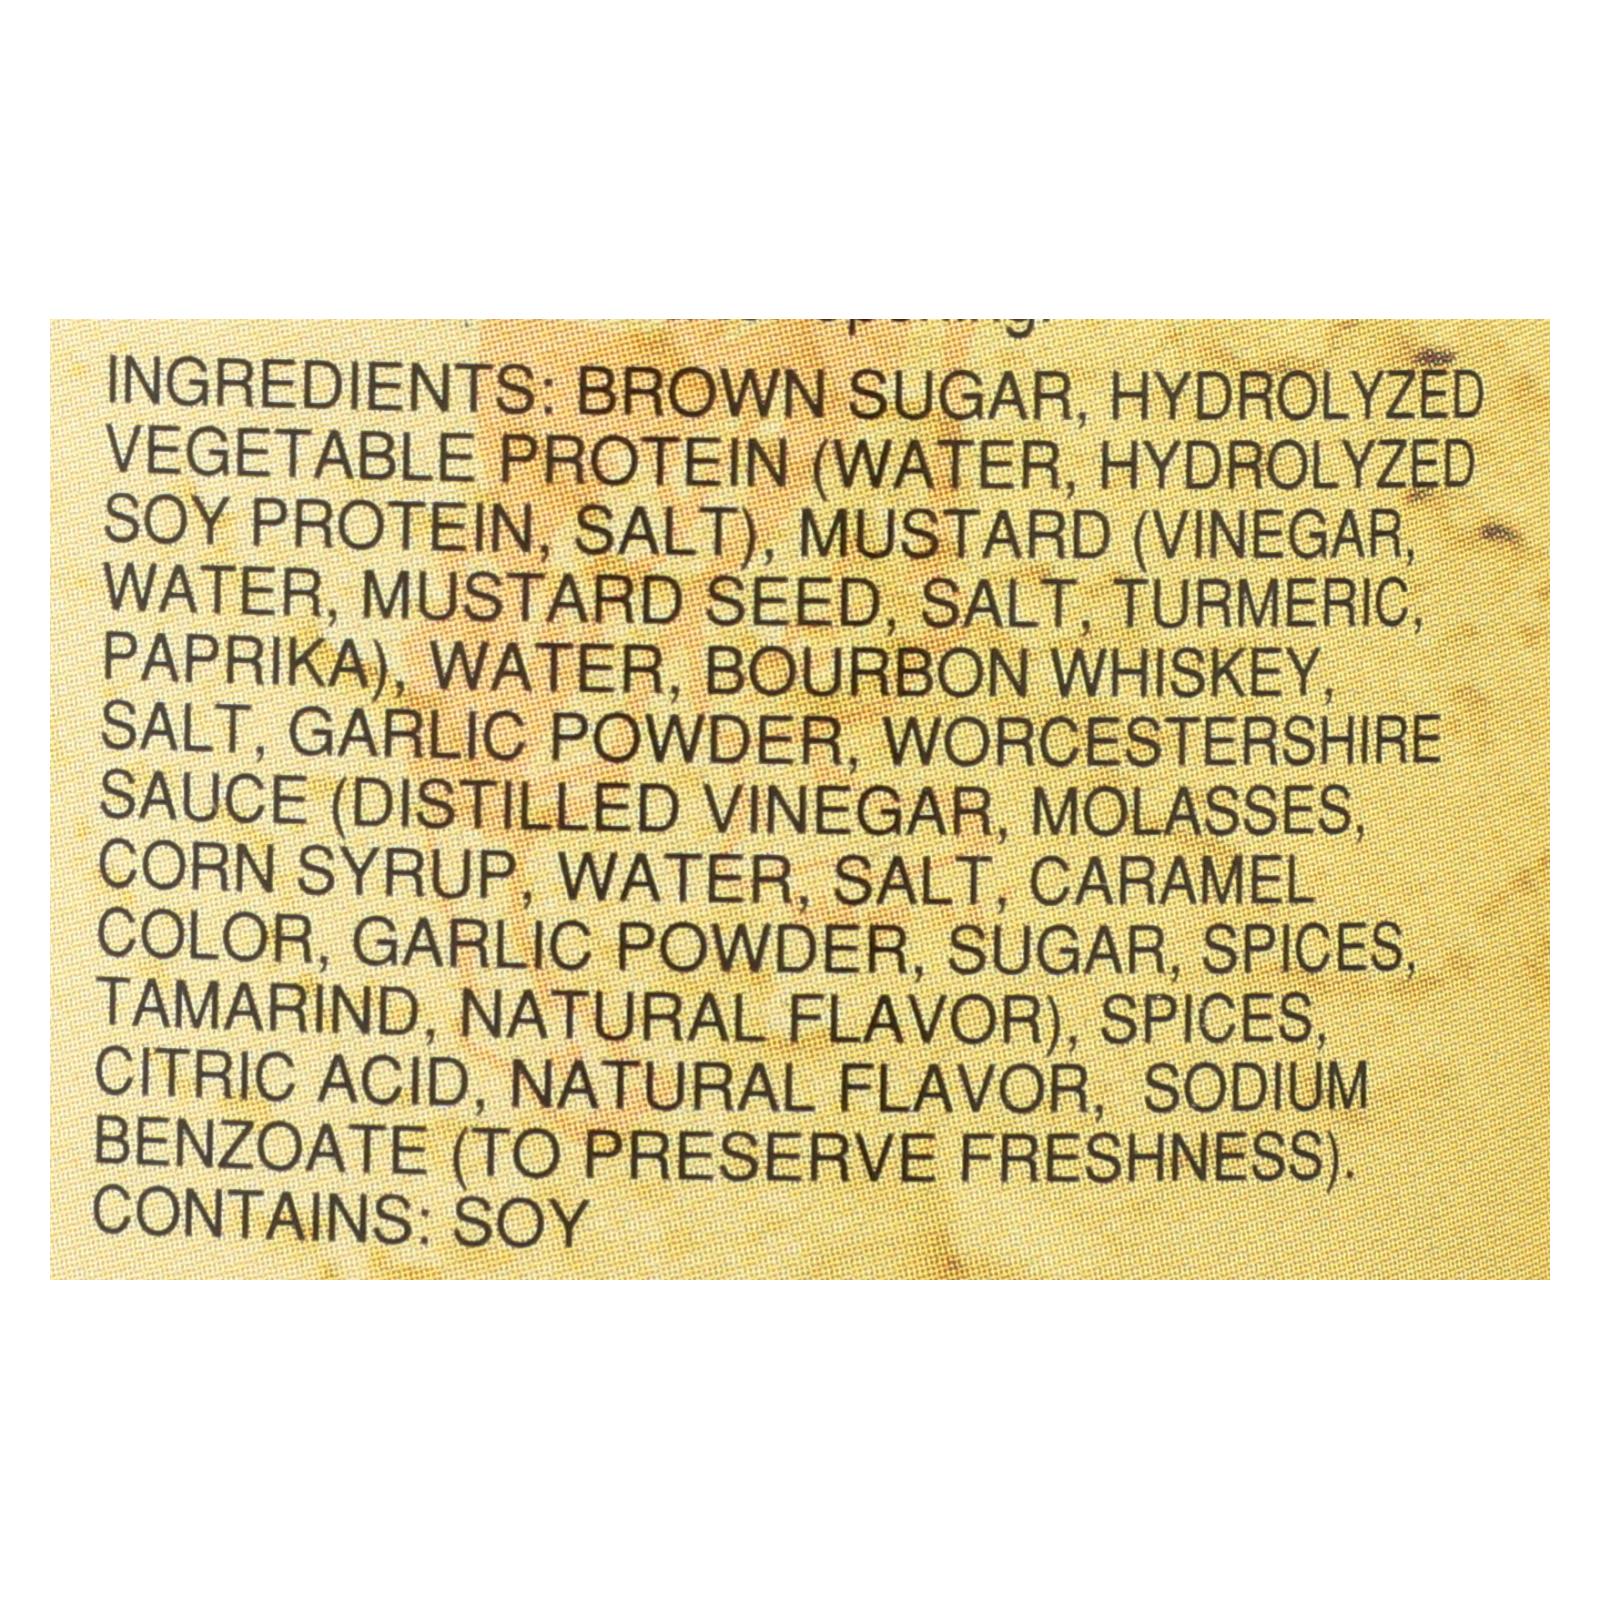 INGREDIENTS: BROWN SUGAR, HYDROLYZED
VEGETABLE PROTEIN (WATER, HYDROLYZED
SOY PROTEIN, SALT), MUSTARD (VINEGAR,
WATER, MUSTARD SEED, SALT, TURMERIC,
PAPRIKA), WATER, BOURBON WHISKEY,
SALT, GARLIC POWDER, WORCESTERSHIRE
SAUCE (DISTILLED VINEGAR, MOLASSES,
CORN SYRUP, WATER, SALT, CARAMEL
COLOR, GARLIC POWDER, SUGAR, SPICES,
TAMARIND, NATURAL FLAVOR), SPICES,
CITRIC ACID, NATURAL FLAVOR, SODIUM
BENZOATE (TO PRESERVE FRESHNESS).
CONTAINS: SOY